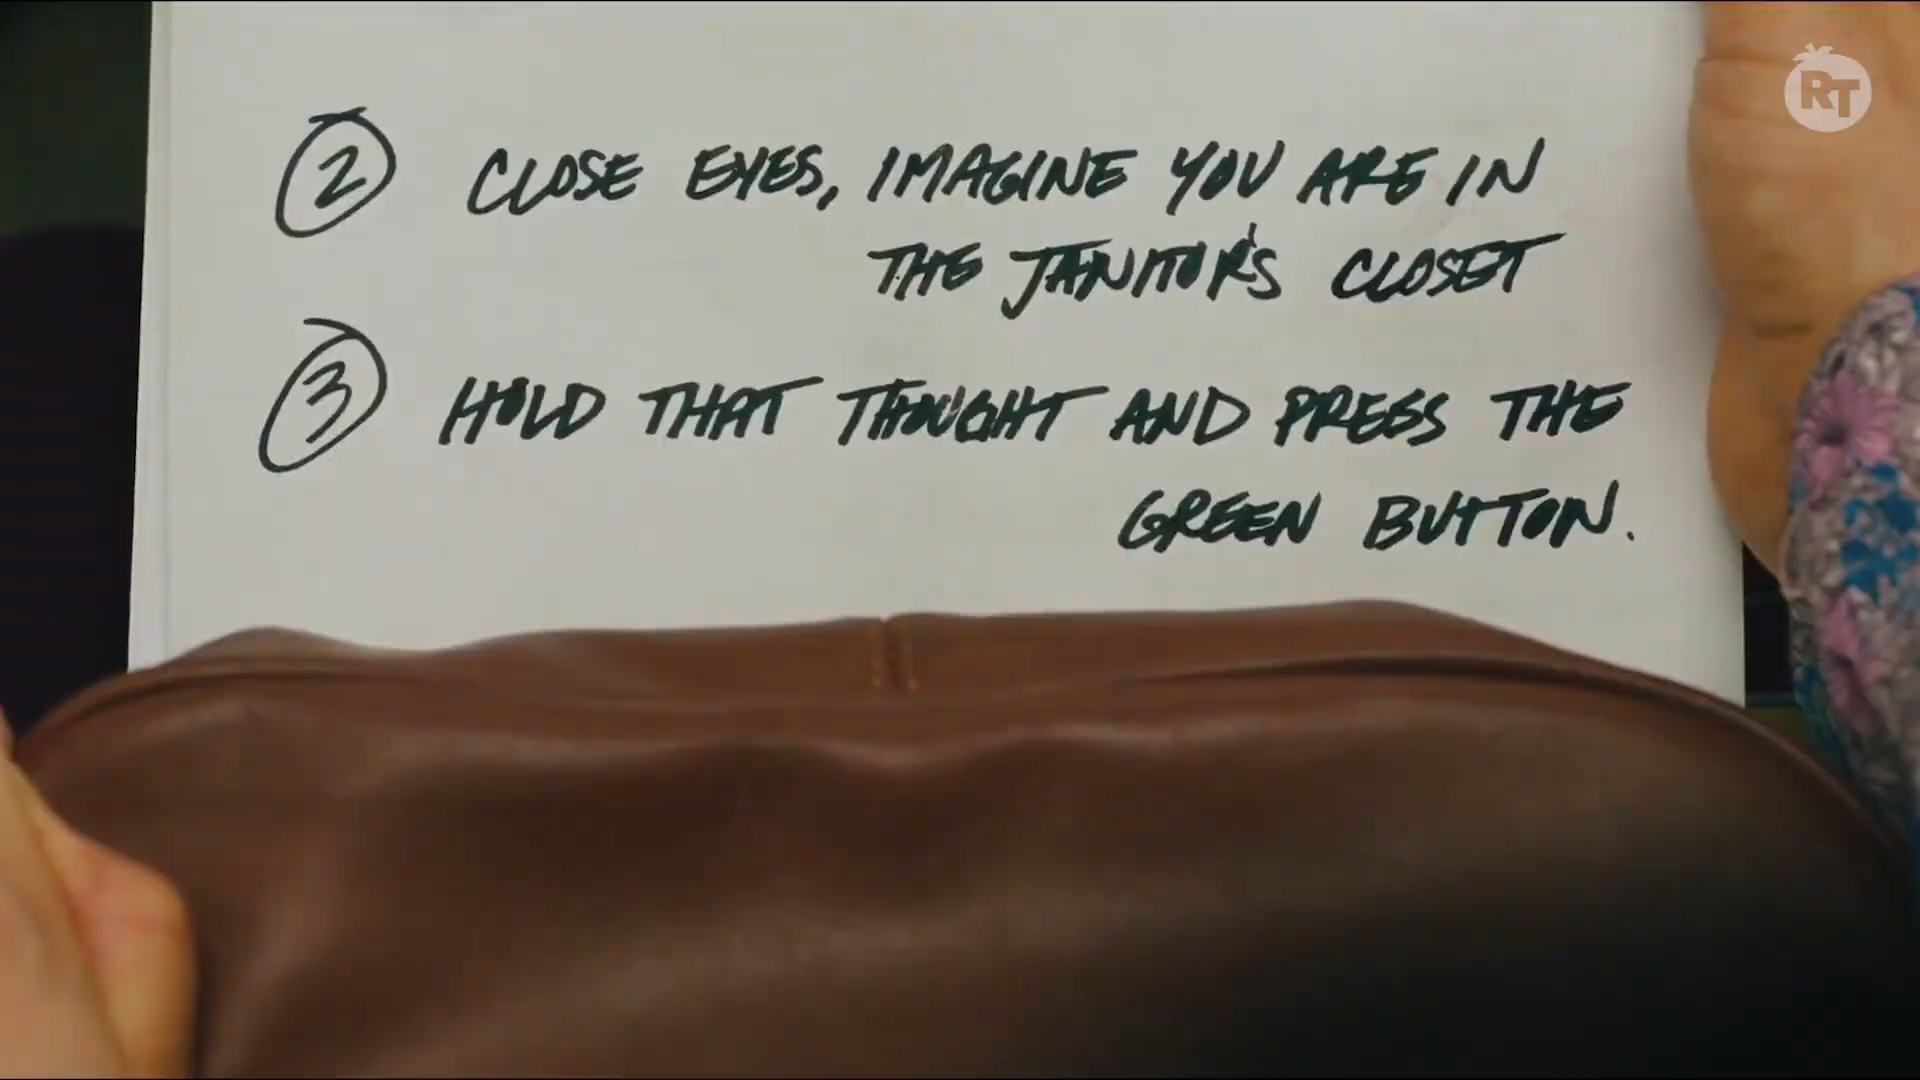 RT
2 CLOSE EYES, IMAGINE YOU ARE IN
THE JANITOR'S CLOSET
3 HOLD THAT THOUGHT AND PRESS THE
GREEN BUTTON.